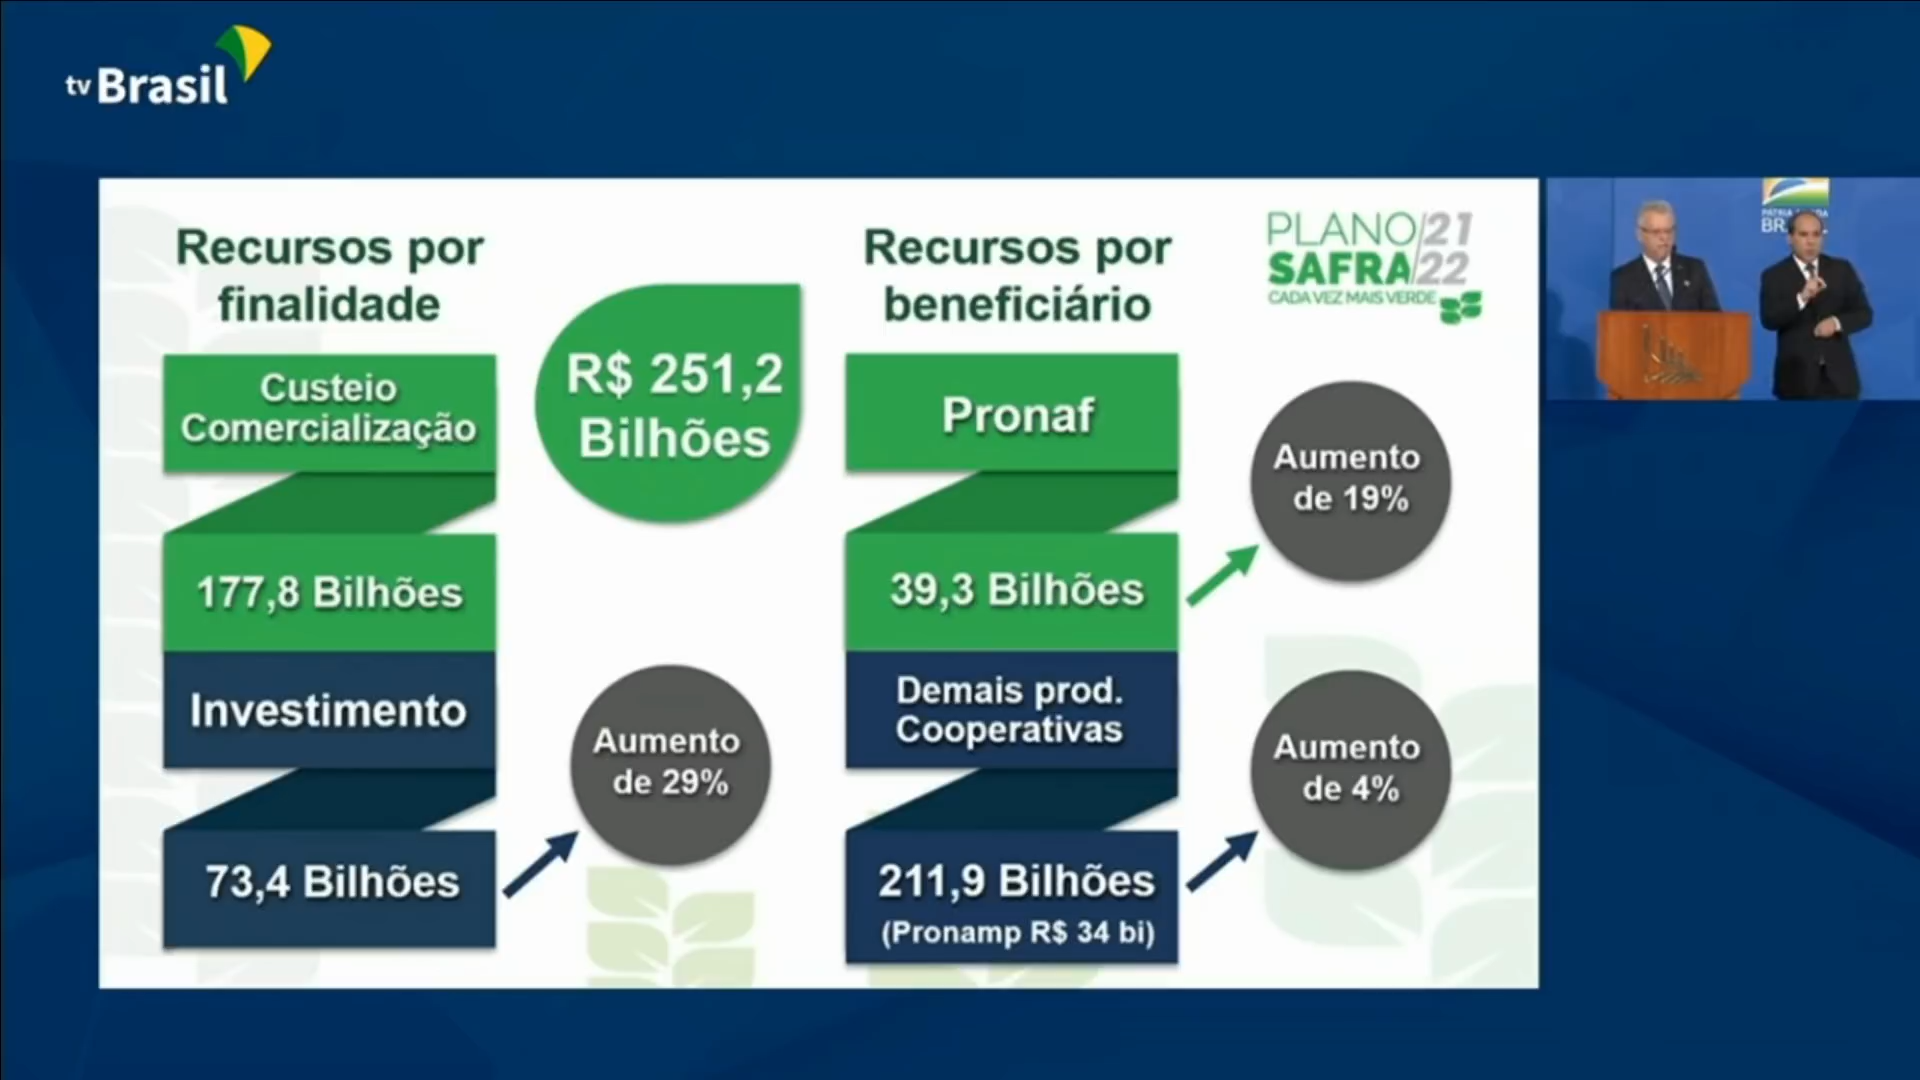 tv Brasil
Recursos por
finalidade
Custeio
Comercialização
177,8 Bilhões
Investimento
73,4 Bilhões
R$ 251,2
Bilhões
Aumento
de 29%
Recursos por
beneficiário
Pronaf
39,3 Bilhões
Demais prod.
Cooperativas
211,9 Bilhões
(Pronamp R$ 34 bi)
PLANO 21
SAFRA 22
CADA VEZ MAIS VERDE
Aumento
de 19%
Aumento
de 4%